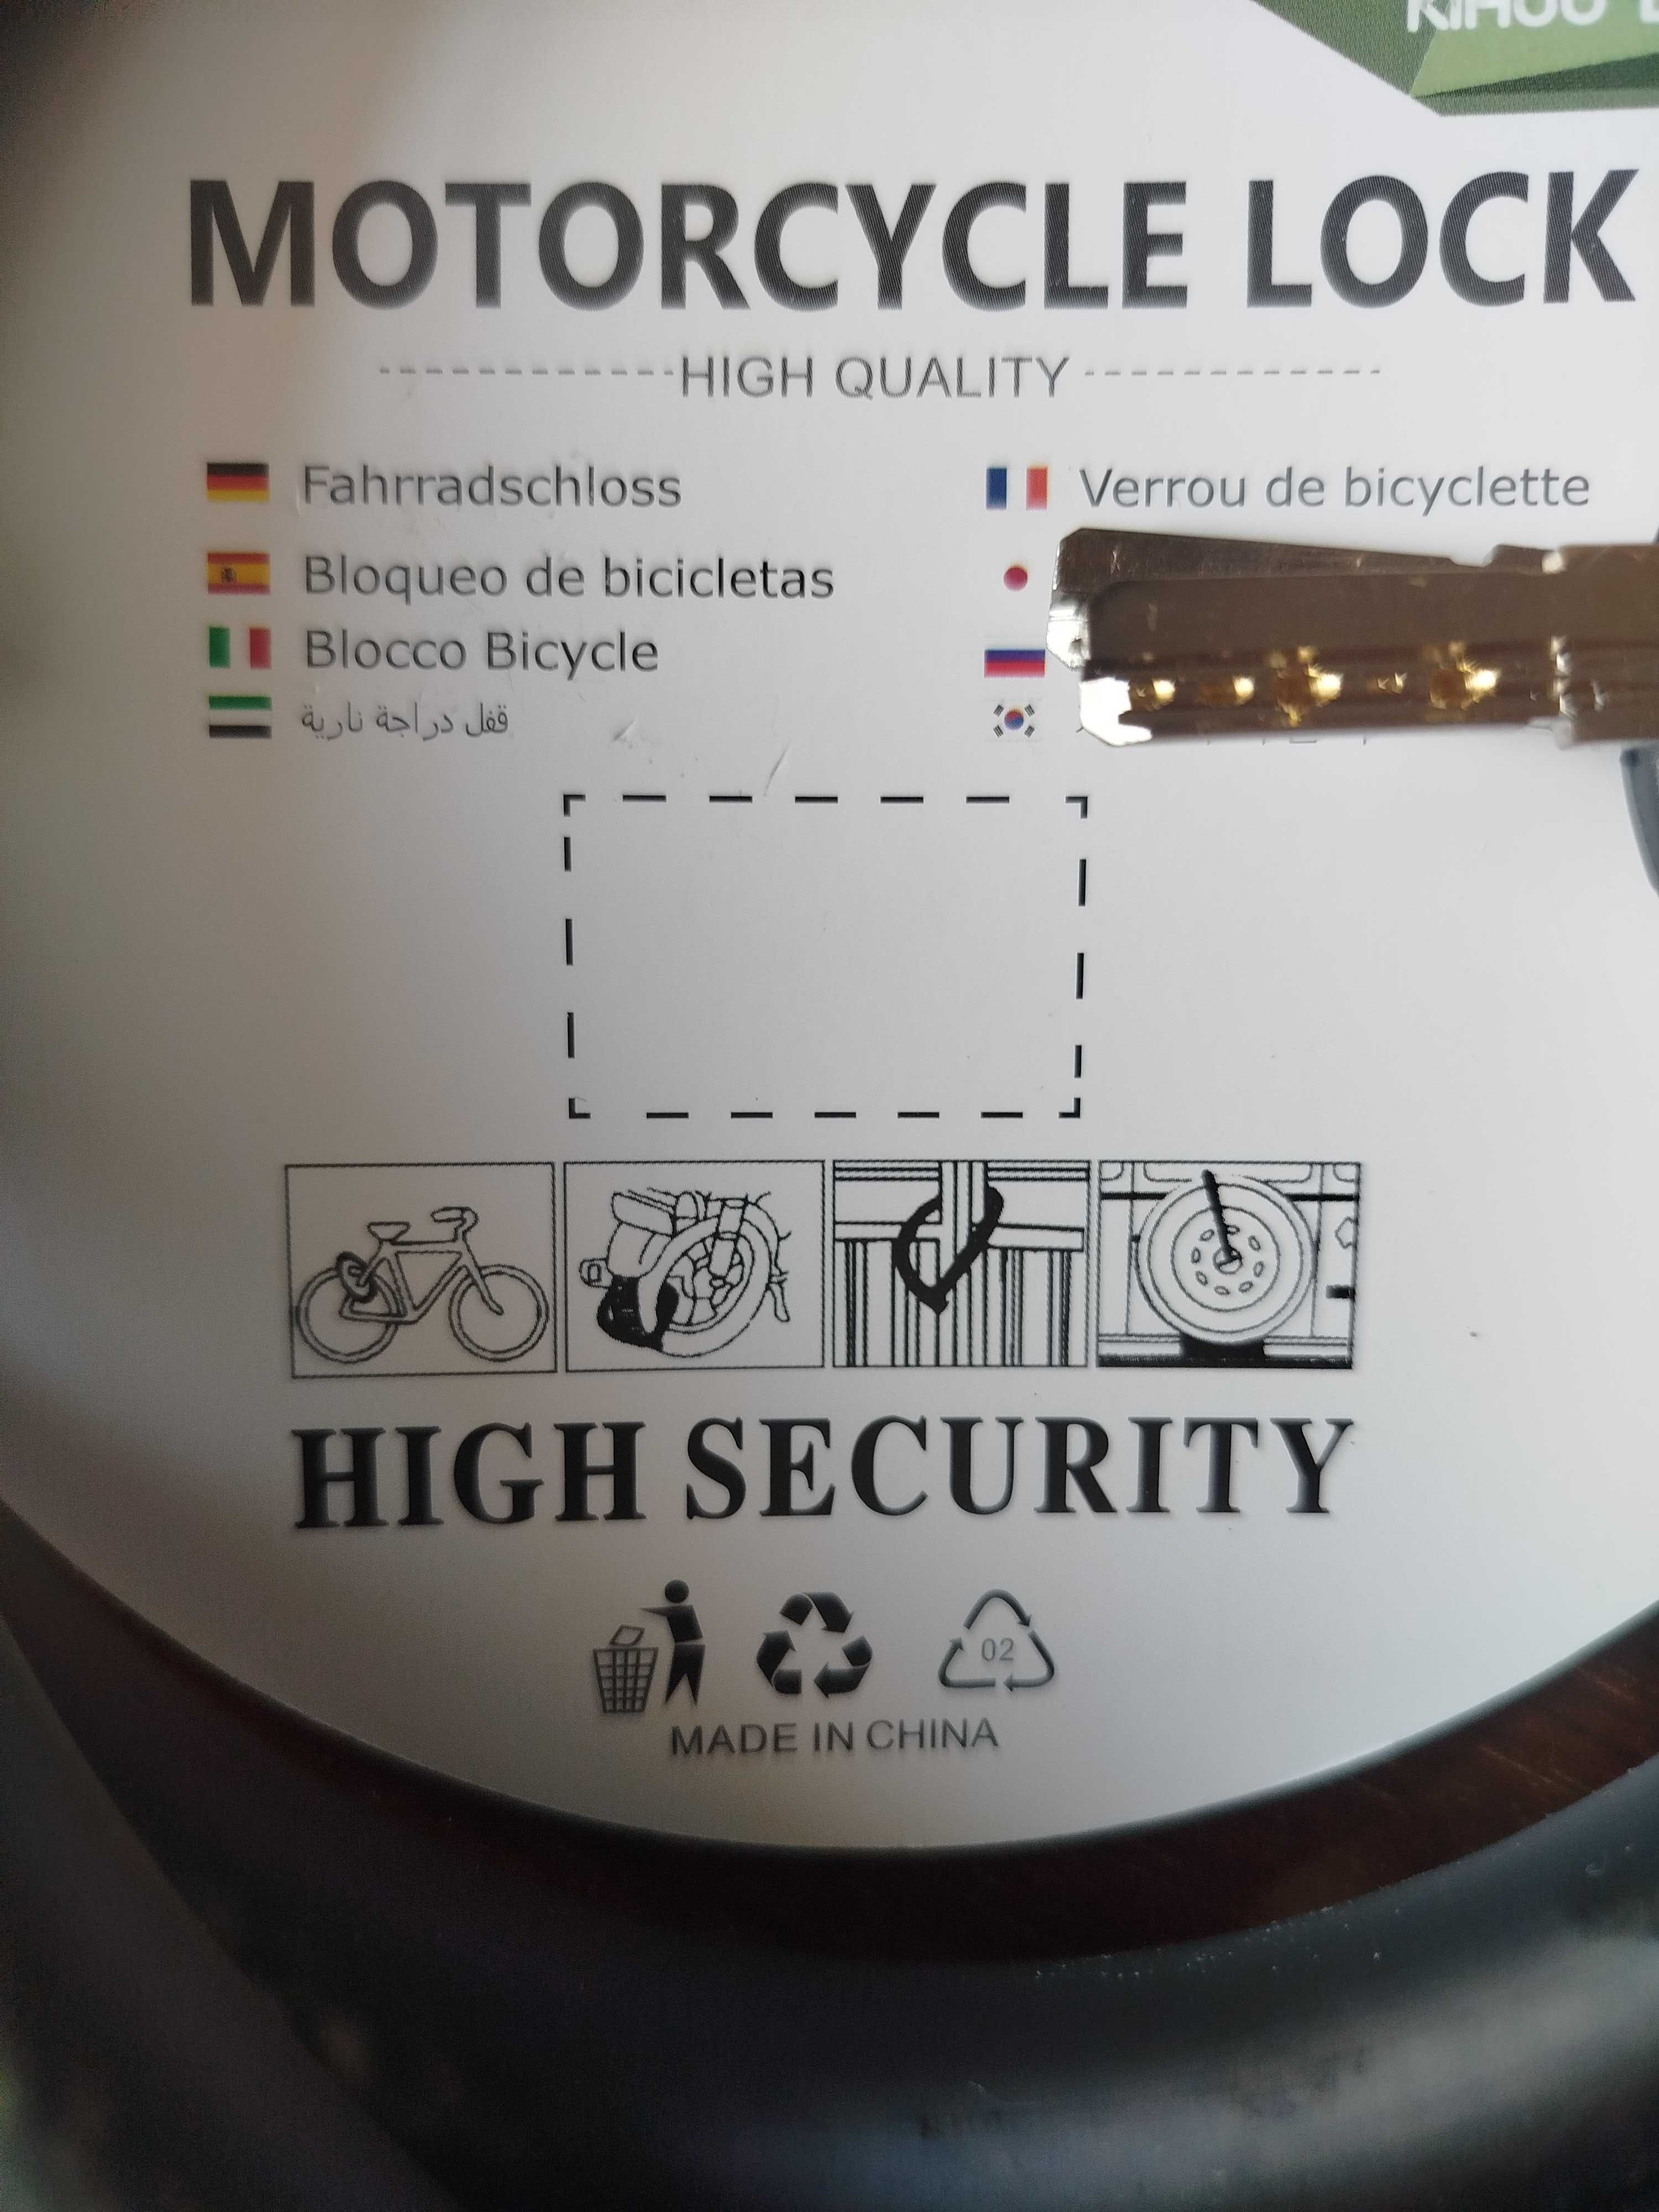 MOTORCYCLE LOCK
HIGH QUALITY
Fahrradschloss
Verrou de bicyclette
Bloqueo de bicicletas
Blocco Bicycle
قفل دراجة نارية
HIGH SECURITY
02
MADE IN CHINA